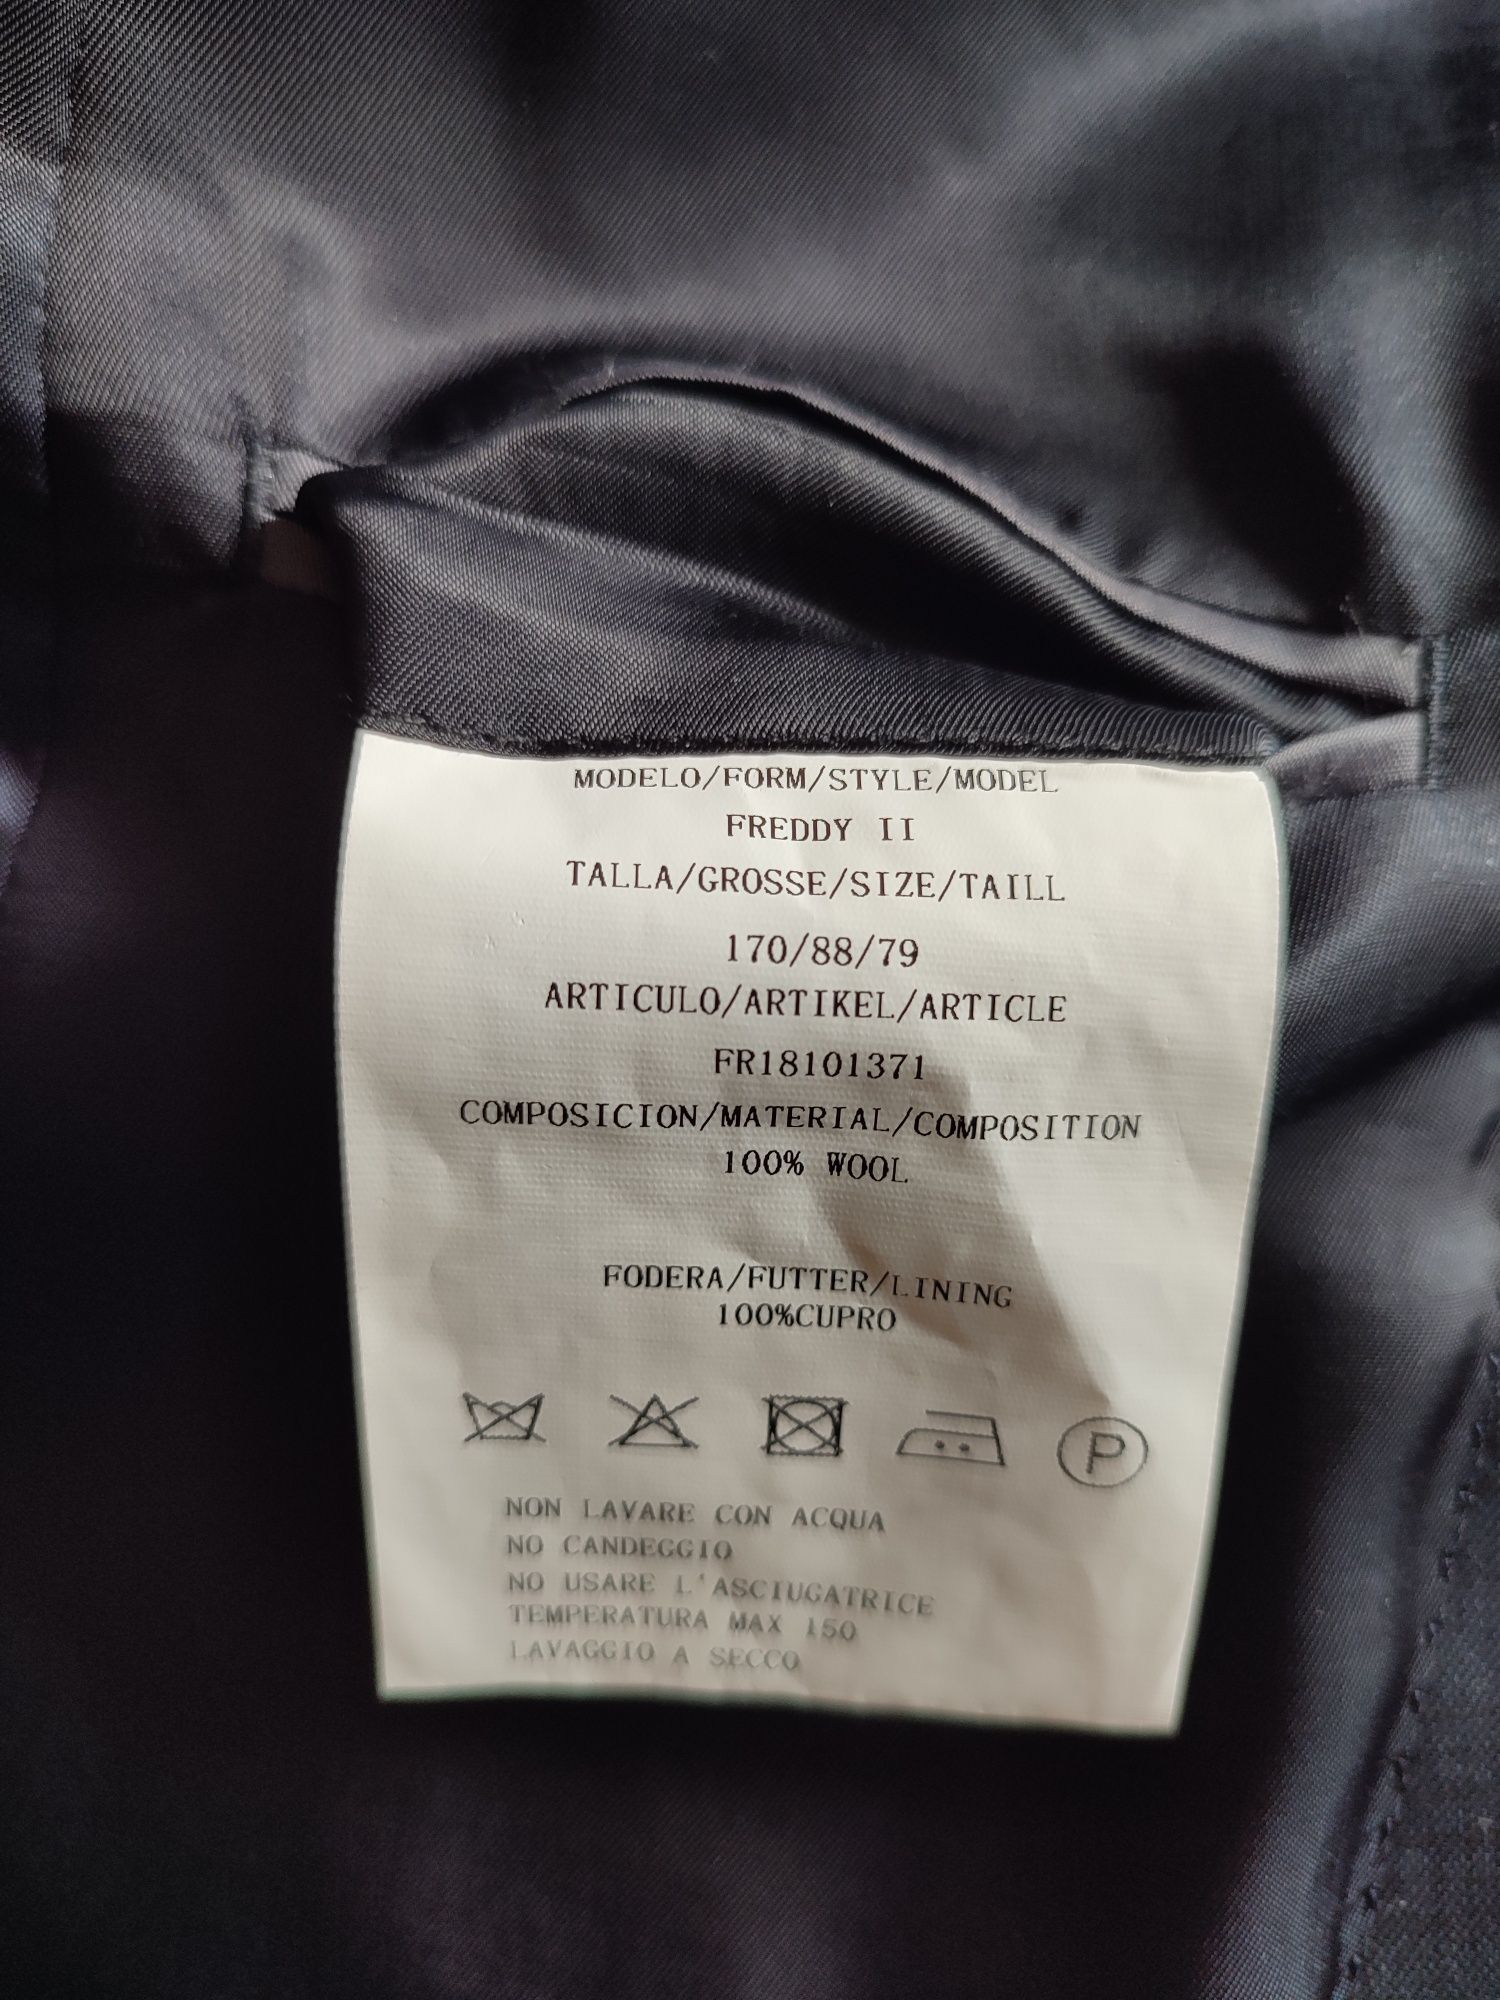 MODELO/FORM/STYLE/MODEL
FREDDY II
TALLA/GROSSE/SIZE/TAILL
170/88/79
ARTICULO/ARTIKEL/ARTICLE
FR18101371
COMPOSICION/MATERIAL/COMPOSITION
100% WOOL
FODERA/FUTTER/LINING
100%CUPRO
P
NON LAVARE CON ACQUA
NO CANDEGGIO
NO USARE L'ASCIUGATRICE
TEMPERATURA MAX 150
LAVAGGIO A SECCO